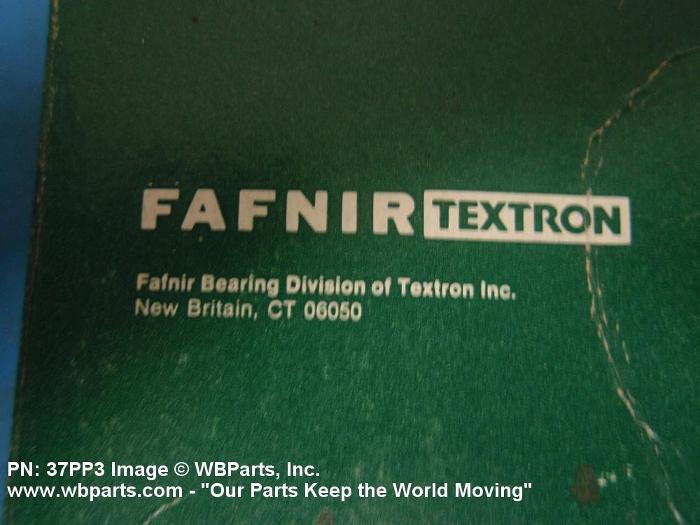 FAFNIR TEXTRON
Fafnir Bearing Division of Textron Inc.
New Britain, CT 06050
PN: 37PP3 Image © WBParts, Inc.
www.wbparts.com - "Our Parts Keep the World Moving"